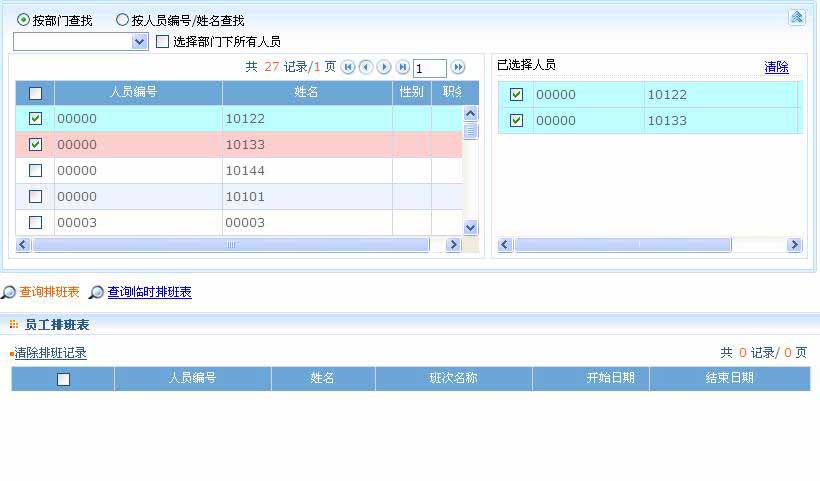 按部门查找 按人员编号/姓名查找
选择部门下所有人员
共 27 记录/1 页 1
人员编号 姓名 性别 职
00000 10122
00000 10133
00000 10144
00000 10101
00003 00003
已选择人员 清除
00000 10122
00000 10133
查询排班表 查询临时排班表
员工排班表
清除排班记录 共 0 记录/ 0 页
人员编号 姓名 班次名称 开始日期 结束日期